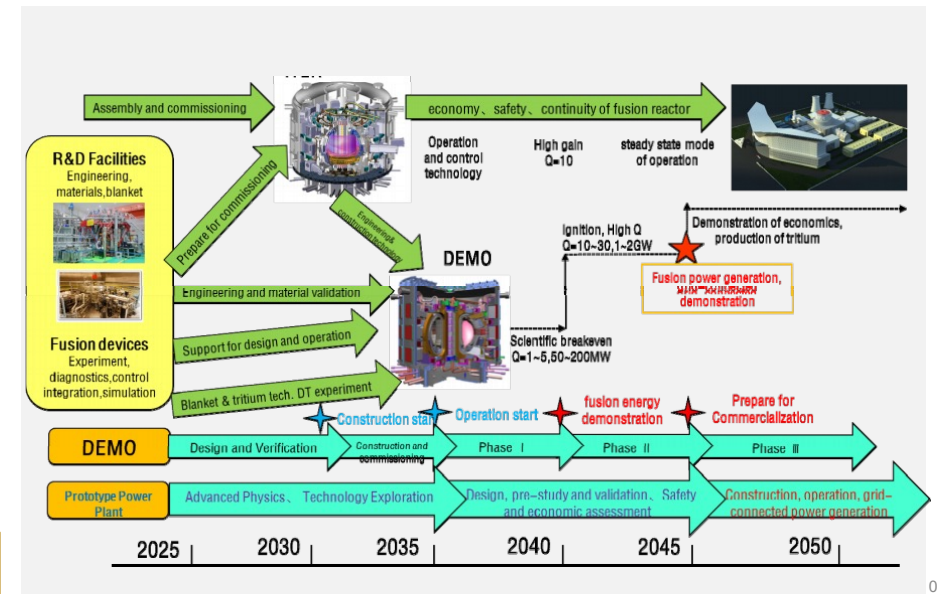 Assembly and commissioning
economy、safety、continuity of fusion reactor
R&D Facilities
Engineering,
materials,blanket
Prepare for commissioning
Operation
and control
technology
High gain
Q=10
steady state mode
of operation
Engineering&
construction technology
DEMO
Ignition, High Q
Q=10~30,1~2GW
Demonstration of economics,
production of tritium
Fusion power generation,
demonstration
Engineering and material validation
Support for design and operation
Blanket & tritium tech. DT experiment
Scientific breakeven
Q=1~5,50~200MW
Fusion devices
Experiment,
diagnostics,control
integration,simulation
Construction start
Operation start
fusion energy
demonstration
Prepare for
Commercialization
DEMO
Design and Verification
Construction and
commissioning
Phase Ⅰ
Phase Ⅱ
Phase Ⅲ
Prototype Power
Plant
Advanced Physics、 Technology Exploration
Design, pre-study and validation、 Safety
and economic assessment
Construction, operation, grid-
connected power generation
2025
2030
2035
2040
2045
2050
0